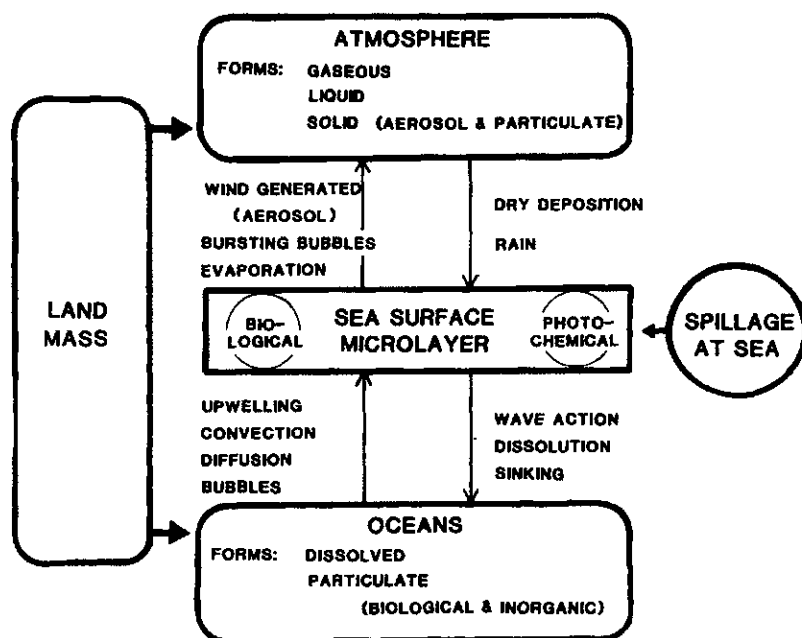 ATMOSPHERE
FORMS: GASEOUS
LIQUID
SOLID (AEROSOL & PARTICULATE)
WIND GENERATED
(AEROSOL)
BURSTING BUBBLES
EVAPORATION
DRY DEPOSITION
RAIN
LAND
MASS
BIO-
LOGICAL
SEA SURFACE
MICROLAYER
PHOTO-
CHEMICAL
SPILLAGE
AT SEA
UPWELLING
CONVECTION
DIFFUSION
BUBBLES
WAVE ACTION
DISSOLUTION
SINKING
OCEANS
FORMS: DISSOLVED
PARTICULATE
(BIOLOGICAL & INORGANIC)